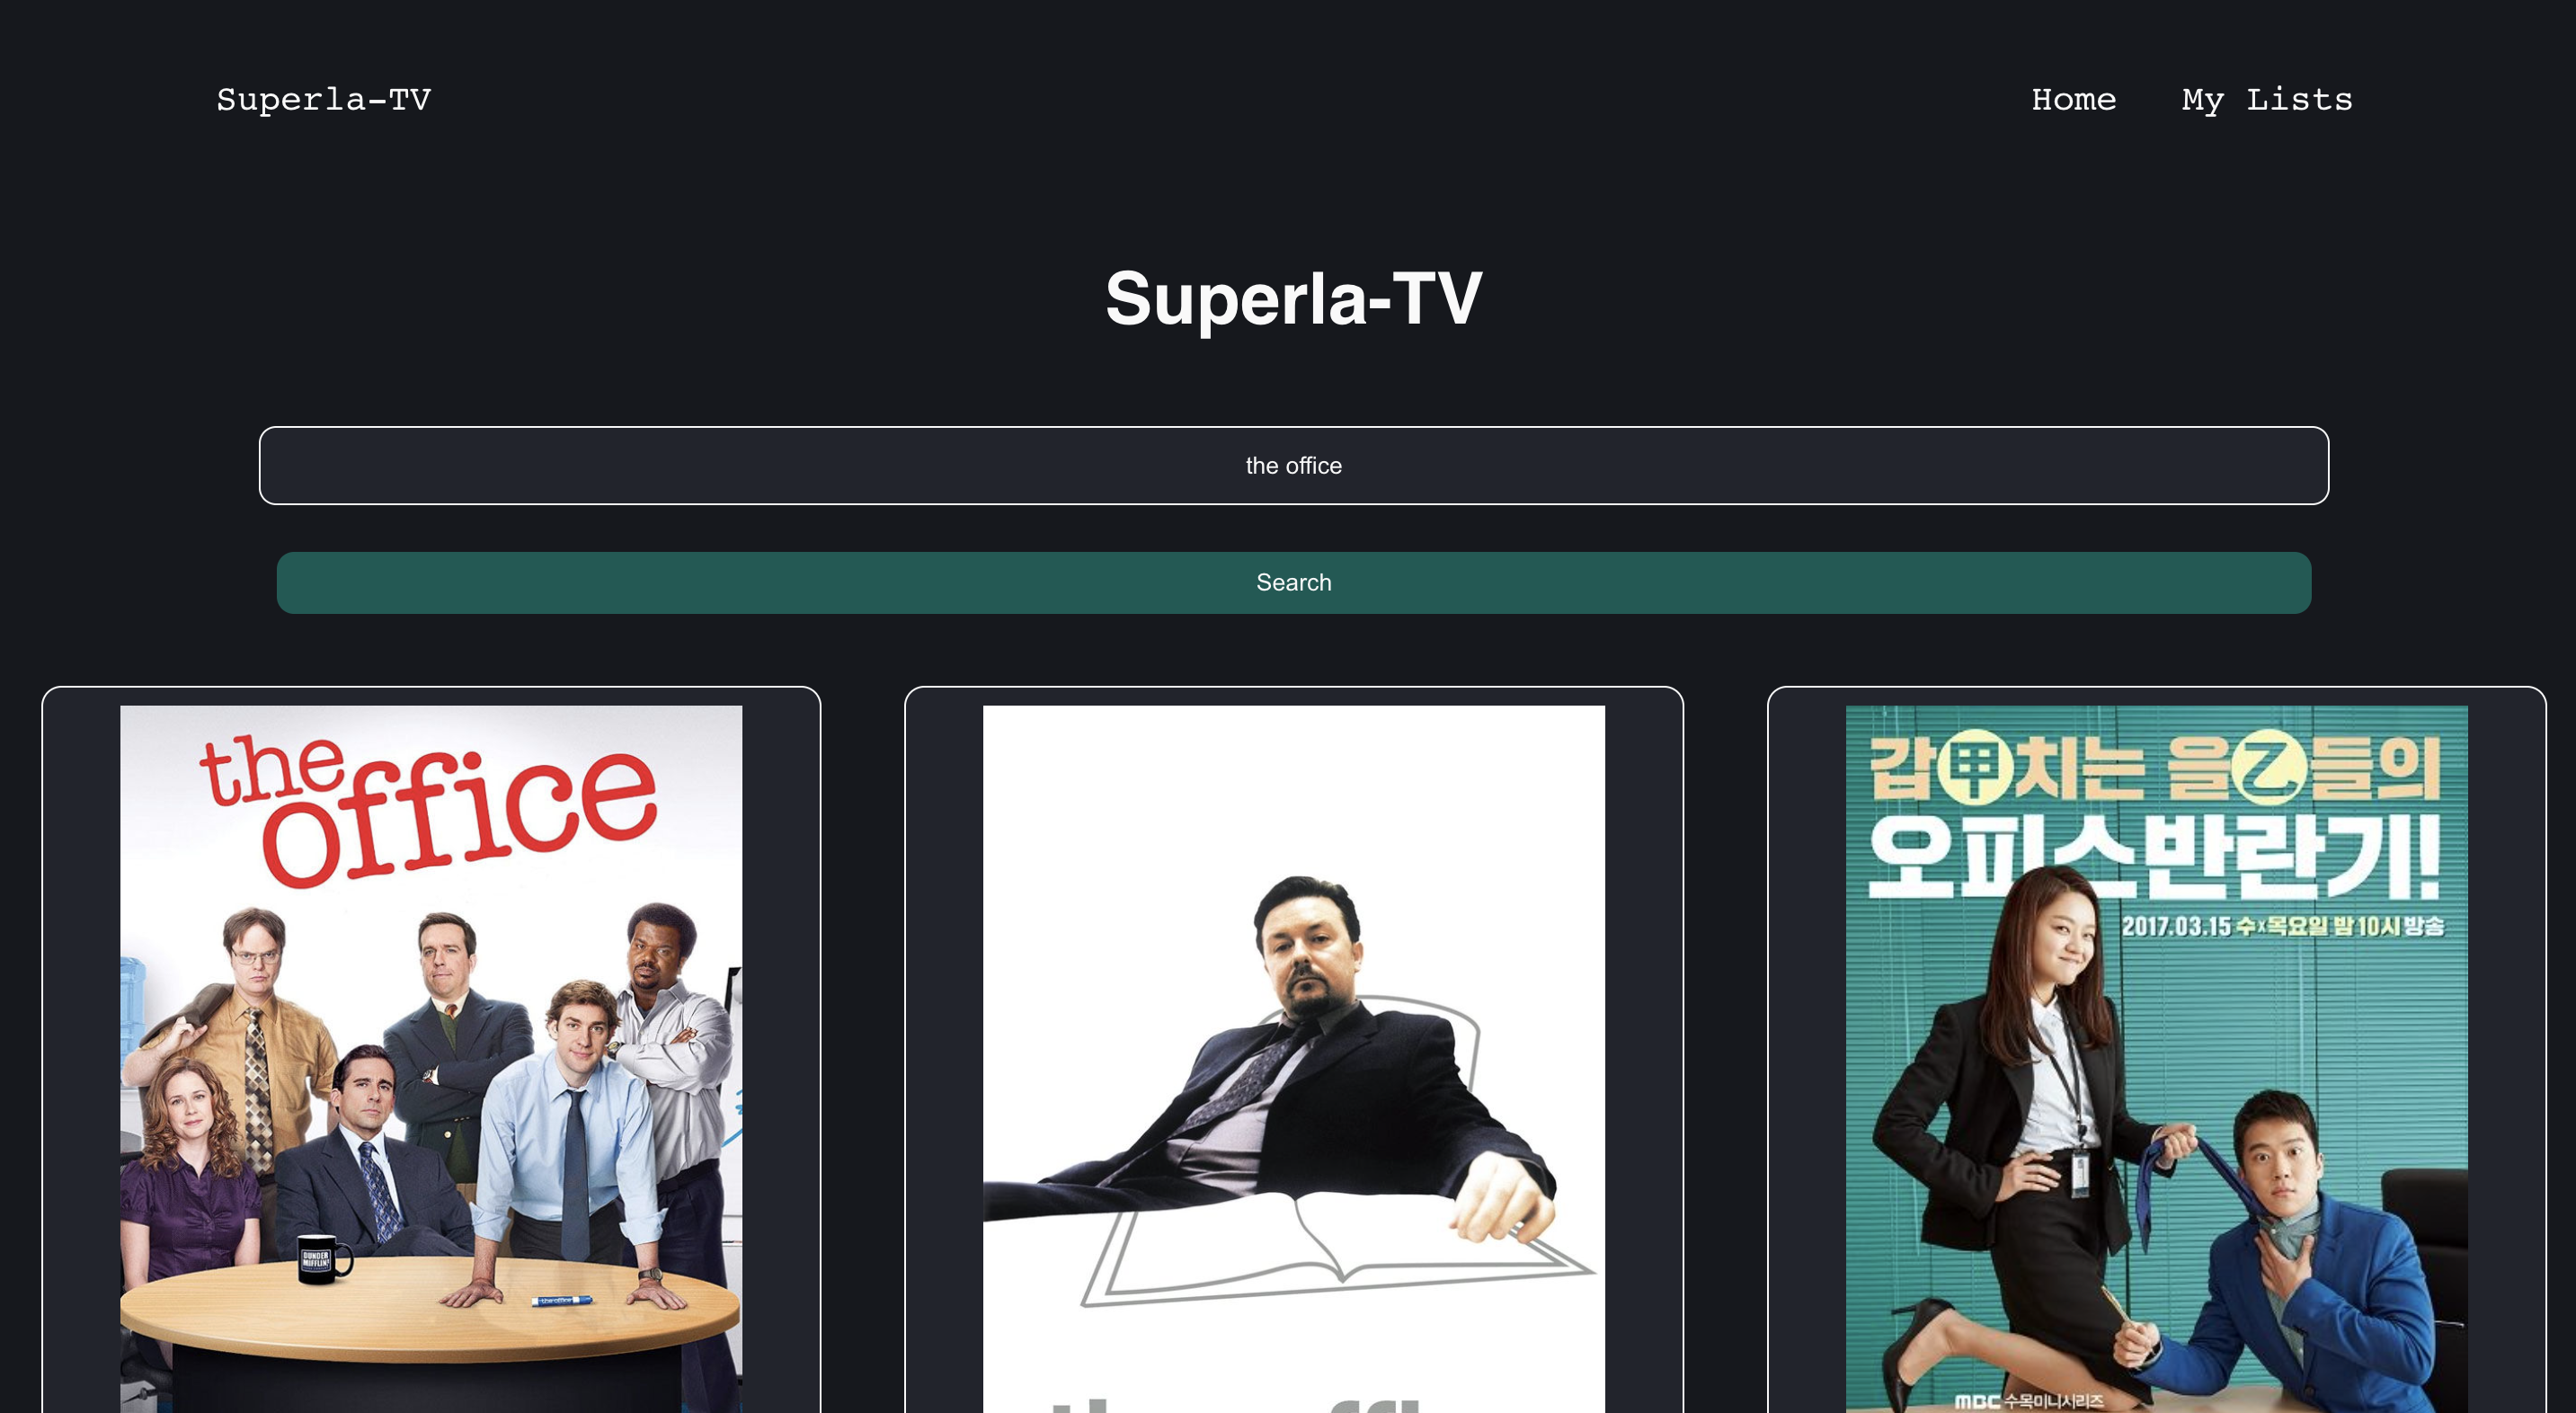 Superla-TV
Home
My Lists
Superla-TV
the office
Search
the
office
DUNDER
MIFFLIN
the office
갑甲치는 을乙들의
오피스반란기!
2017.03.15 수x목요일 밤10시 방송
MBC 수목미니시리즈